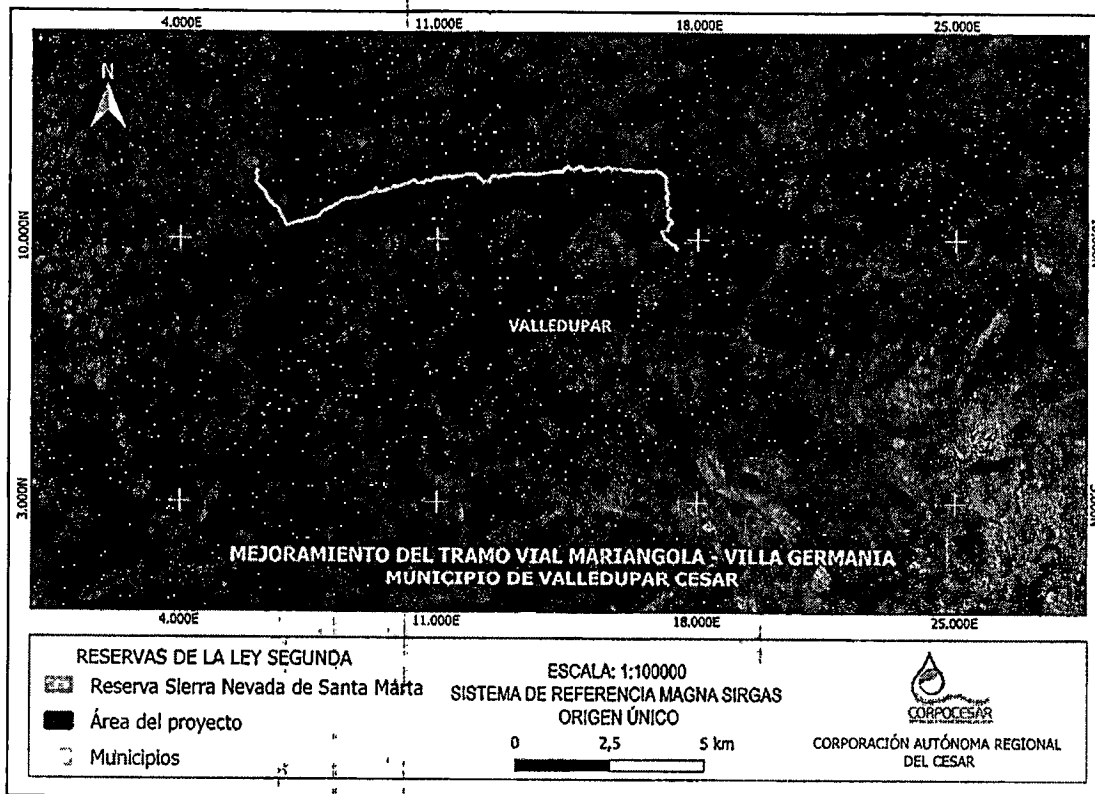 4.000E 11.000E 18.000E 25.000E
N
10.000N
VALLEDUPAR
3.000N
MEJORAMIENTO DEL TRAMO VIAL MARIANGOLA - VILLA GERMANIA
MUNICIPIO DE VALLEDUPAR CESAR
4.000E 11.000E 18.000E 25.000E
RESERVAS DE LA LEY SEGUNDA
Reserva Sierra Nevada de Santa Márta
Área del proyecto
Municipios
ESCALA: 1:100000
SISTEMA DE REFERENCIA MAGNA SIRGAS
ORIGEN ÚNICO
0 2,5 5 km
CORPOCESAR
CORPORACIÓN AUTÓNOMA REGIONAL
DEL CESAR